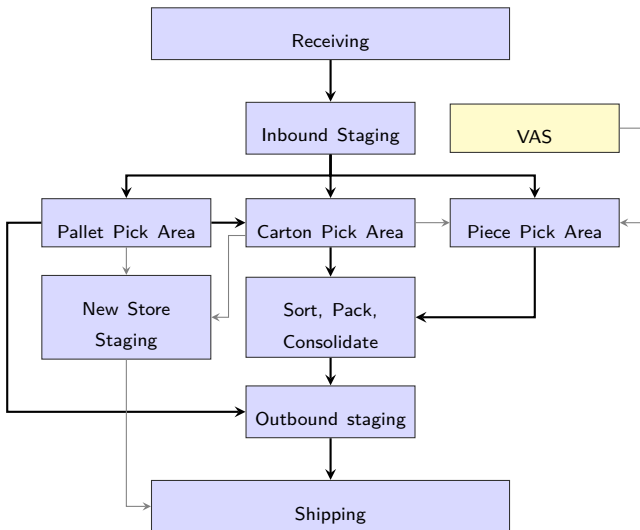 Receiving
Inbound Staging
VAS
Pallet Pick Area
Carton Pick Area
Piece Pick Area
New Store
Staging
Sort, Pack,
Consolidate
Outbound staging
Shipping